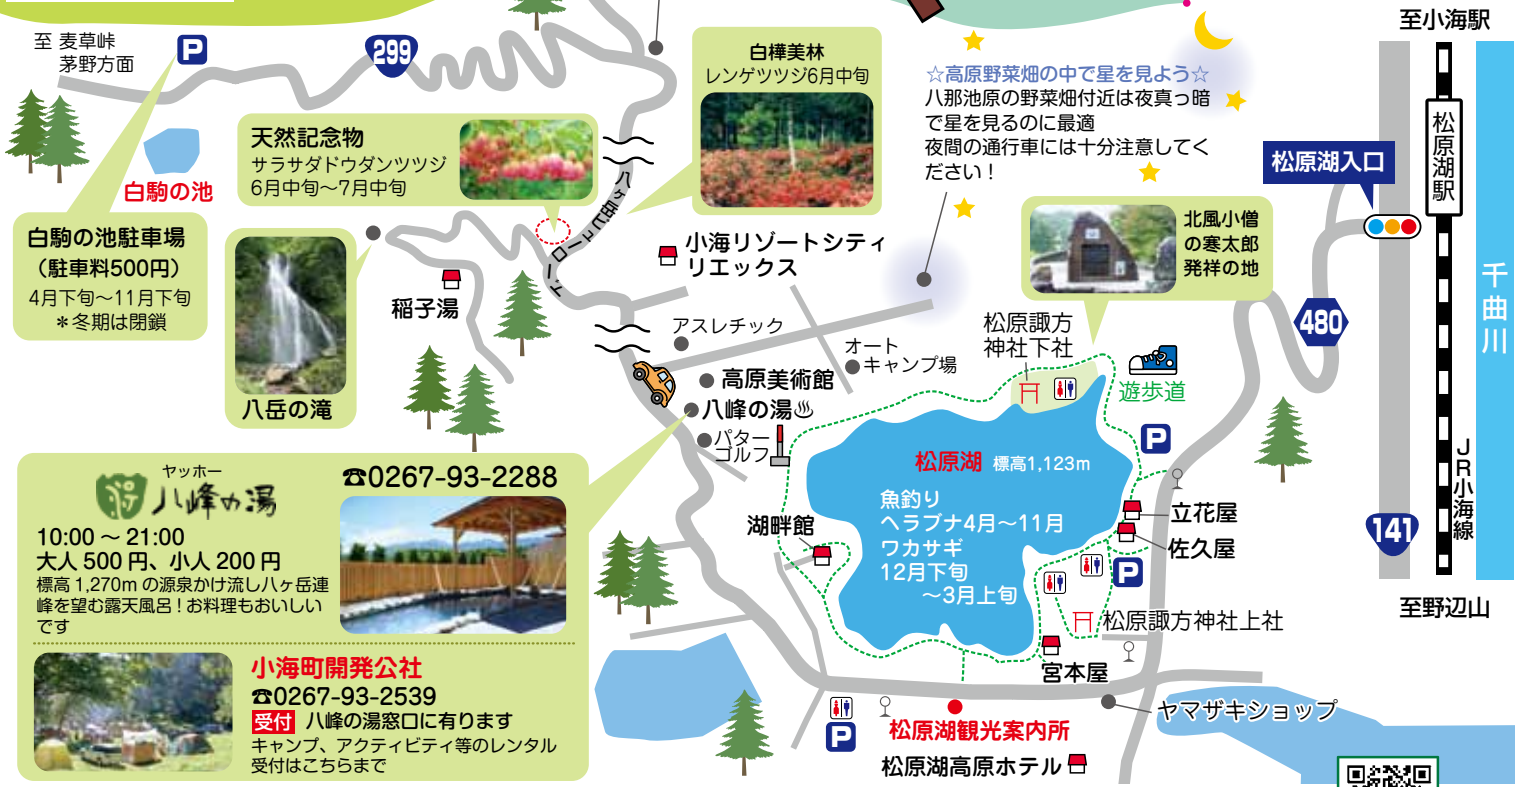 至 麦草峠
茅野方面
P
299
白駒の池
白駒の池駐車場
（駐車料500円）
4月下旬～11月下旬
＊冬期は閉鎖
天然記念物
サラサダドウダンツツジ
6月中旬～7月中旬
八岳の滝
稲子湯
八ヶ岳ビューロード
白樺美林
レンゲツツジ6月中旬
☆高原野菜畑の中で星を見よう☆
八那池原の野菜畑付近は夜真っ暗
で星を見るのに最適
夜間の通行車には十分注意してく
ださい！
小海リゾートシティ
リエックス
アスレチック
オート
キャンプ場
高原美術館
八峰の湯♨
パター
ゴルフ
北風小僧
の寒太郎
発祥の地
松原諏方
神社下社
遊歩道
P
松原湖 標高1,123m
魚釣り
ヘラブナ4月～11月
ワカサギ
12月下旬
～3月上旬
湖畔館
立花屋
佐久屋
P
松原諏方神社上社
宮本屋
ヤマザキショップ
P
松原湖観光案内所
松原湖高原ホテル
至小海駅
松原湖駅
松原湖入口
480
千曲川
JR小海線
141
至野辺山
ヤッホー
八峰の湯
☎0267-93-2288
10:00 ～ 21:00
大人 500 円、小人 200 円
標高 1,270m の源泉かけ流し八ヶ岳連
峰を望む露天風呂！お料理もおいしい
です
小海町開発公社
☎0267-93-2539
受付 八峰の湯窓口に有ります
キャンプ、アクティビティ等のレンタル
受付はこちらまで